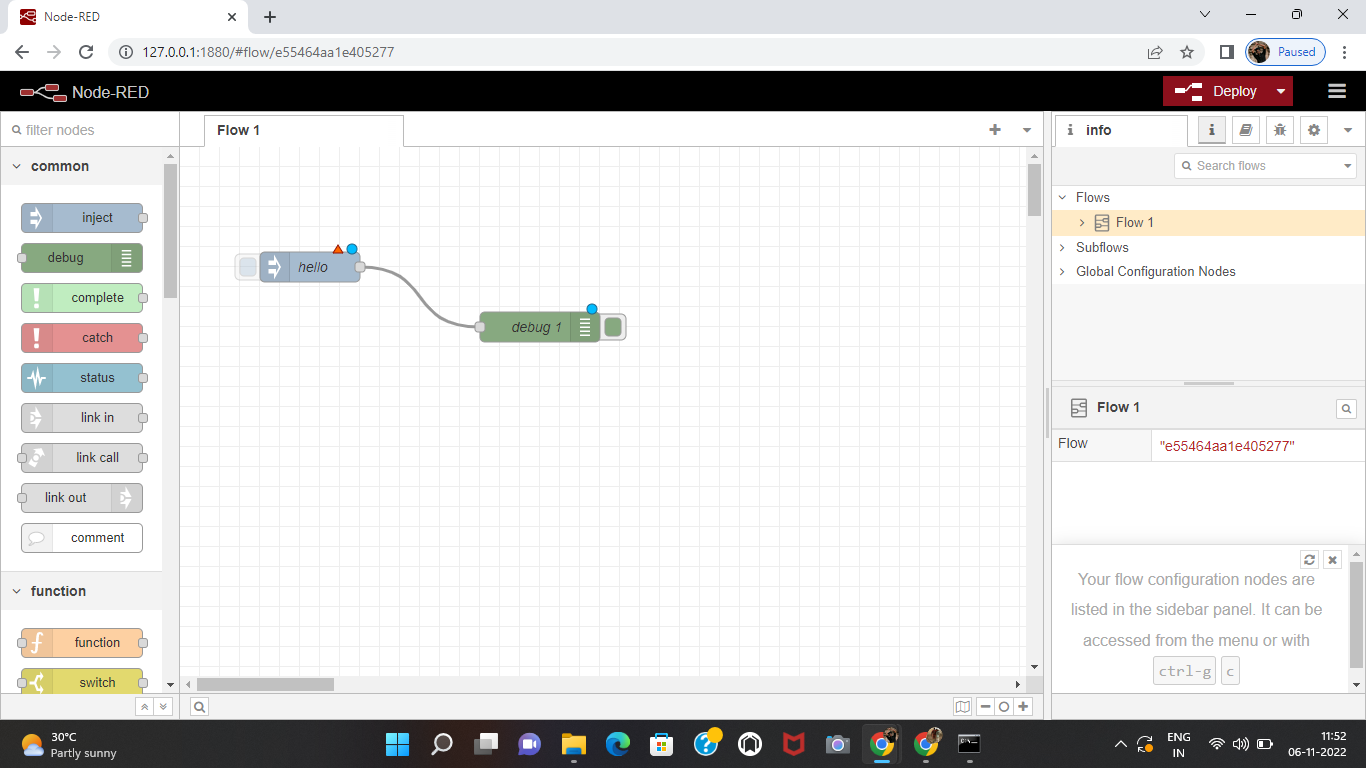 Node-RED
127.0.0.1:1880/#flow/e55464aa1e405277
Paused
Node-RED
Deploy
filter nodes
Flow 1
i info
i
Search flows
common
inject
debug
complete
catch
status
link in
link call
link out
comment
function
function
switch
hello
debug 1
Flows
Flow 1
Subflows
Global Configuration Nodes
Flow 1
Flow "e55464aa1e405277"
Your flow configuration nodes are
listed in the sidebar panel. It can be
accessed from the menu or with
ctrl-g c
30°C
Partly sunny
ENG
IN
11:52
06-11-2022